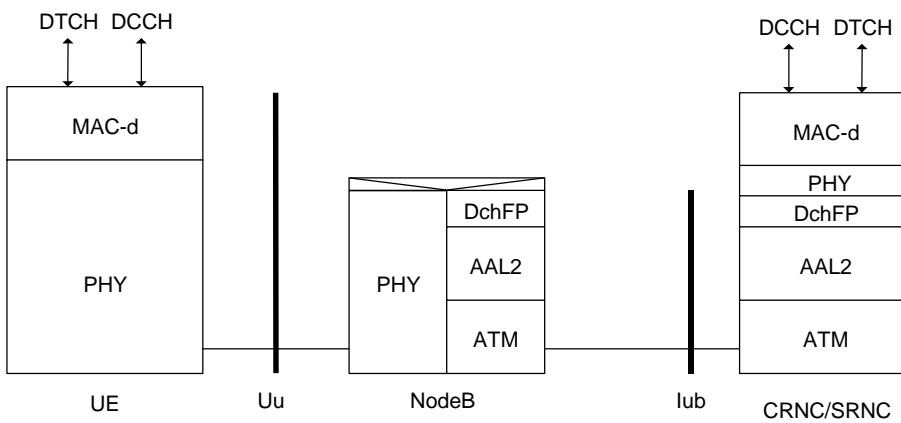 DTCH DCCH
DCCH DTCH
MAC-d
MAC-d
PHY
DchFP
DchFP
PHY
PHY
AAL2
AAL2
ATM
ATM
UE
Uu
NodeB
Iub
CRNC/SRNC